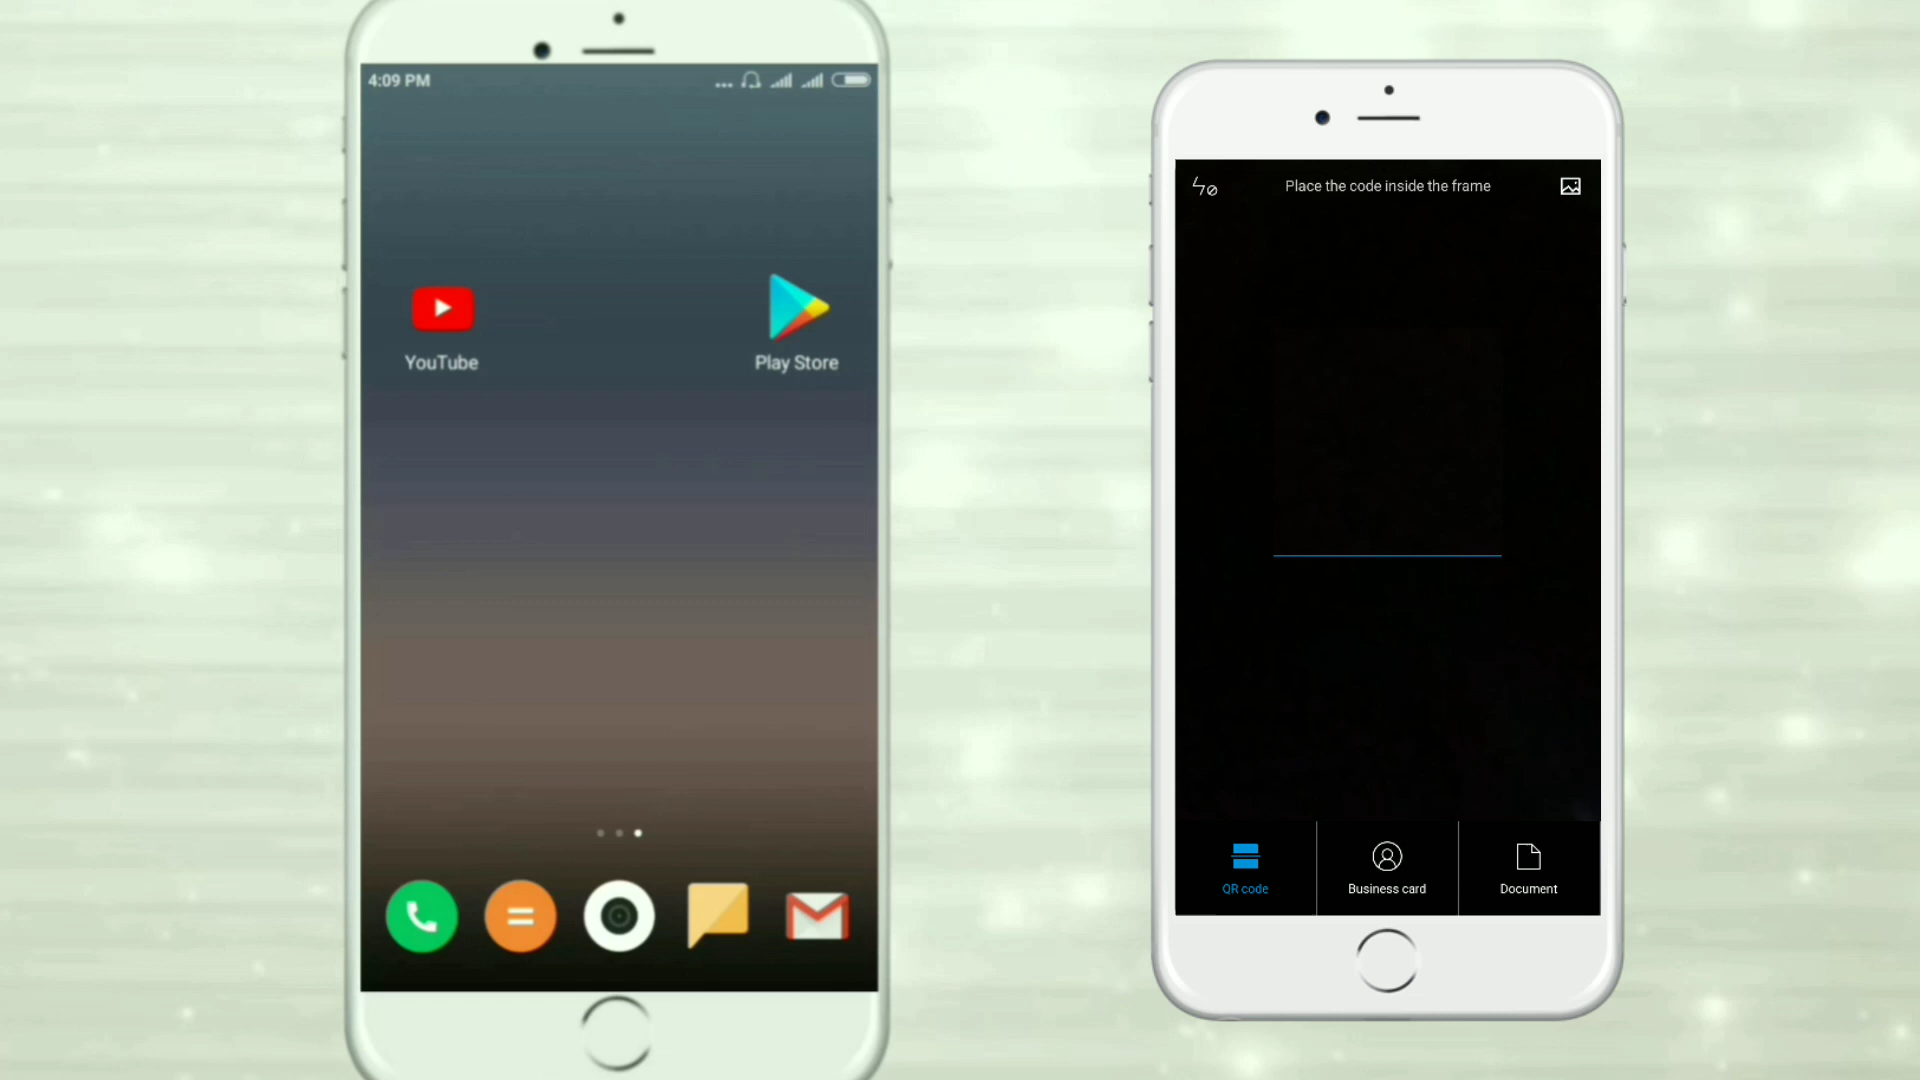 4:09 PM
YouTube
Play Store
Place the code inside the frame
QR code
Business card
Document